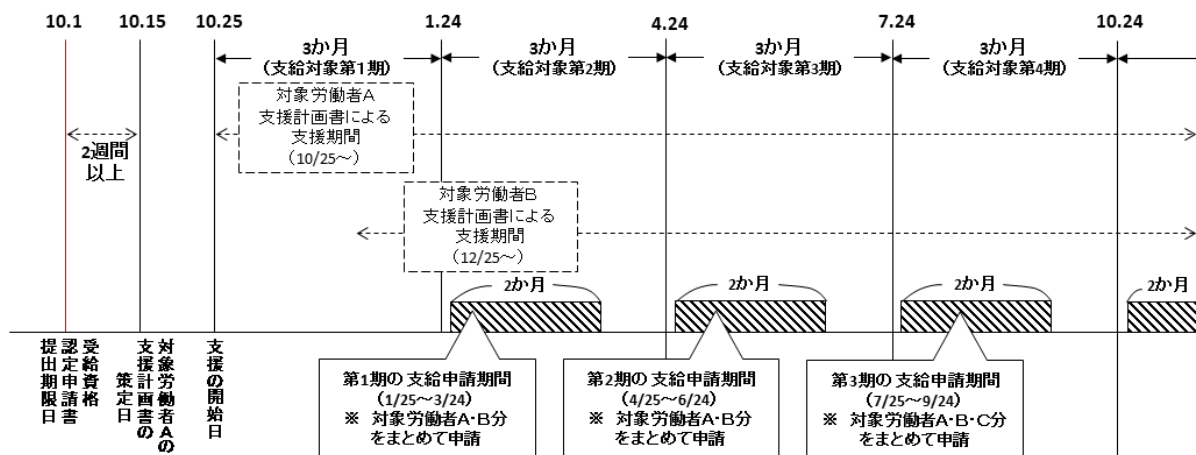 10.1
10.15
10.25
1.24
4.24
7.24
10.24
3か月
(支給対象第1期)
3か月
(支給対象第2期)
3か月
(支給対象第3期)
3か月
(支給対象第4期)
対象労働者A
支援計画書による
支援期間
(10/25～)
2週間
以上
対象労働者B
支援計画書による
支援期間
(12/25～)
2か月
2か月
2か月
2か月
受給資格
認定申請書
提出期限日
対象労働者Aの
支援計画書の
策定日
支援の開始日
第1期の支給申請期間
(1/25～3/24)
※ 対象労働者A・B分
をまとめて申請
第2期の支給申請期間
(4/25～6/24)
※ 対象労働者A・B分
をまとめて申請
第3期の支給申請期間
(7/25～9/24)
※ 対象労働者A・B・C分
をまとめて申請